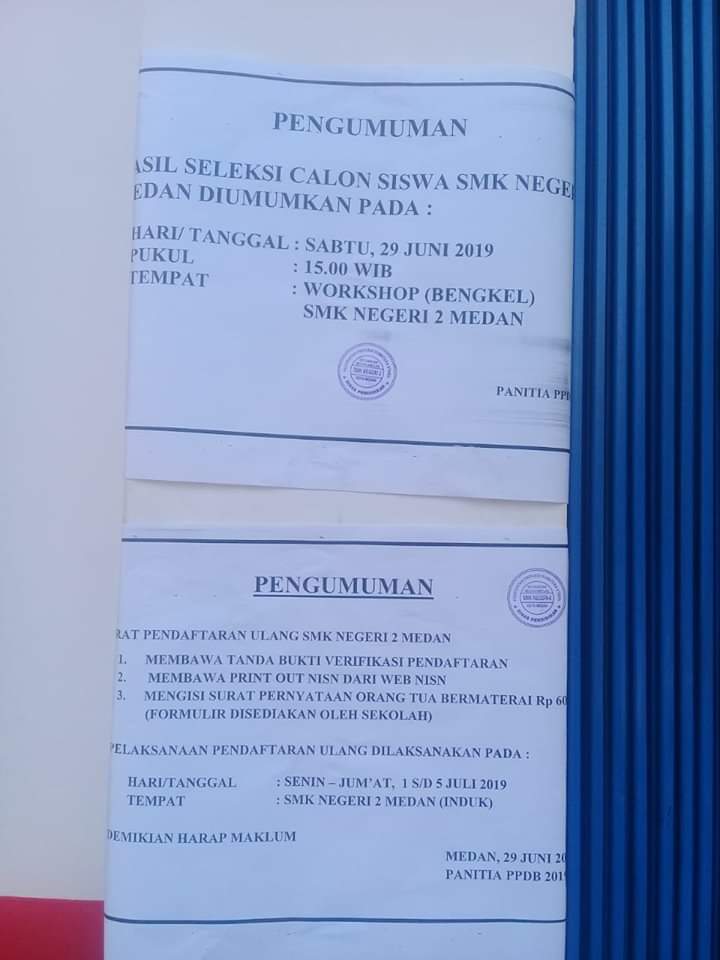 PENGUMUMAN
ASIL SELEKSI CALON SISWA SMK NEGE
EDAN DIUMUMKAN PADA :
HARI/ TANGGAL : SABTU, 29 JUNI 2019
PUKUL : 15.00 WIB
TEMPAT : WORKSHOP (BENGKEL)
SMK NEGERI 2 MEDAN
PANITIA PPD
PENGUMUMAN
RAT PENDAFTARAN ULANG SMK NEGERI 2 MEDAN
1. MEMBAWA TANDA BUKTI VERIFIKASI PENDAFTARAN
2. MEMBAWA PRINT OUT NISN DARI WEB NISN
3. MENGISI SURAT PERNYATAAN ORANG TUA BERMATERAI Rp 60
(FORMULIR DISEDIAKAN OLEH SEKOLAH)
PELAKSANAAN PENDAFTARAN ULANG DILAKSANAKAN PADA :
HARI/TANGGAL : SENIN – JUM'AT, 1 S/D 5 JULI 2019
TEMPAT : SMK NEGERI 2 MEDAN (INDUK)
DEMIKIAN HARAP MAKLUM
MEDAN, 29 JUNI 20
PANITIA PPDB 2019